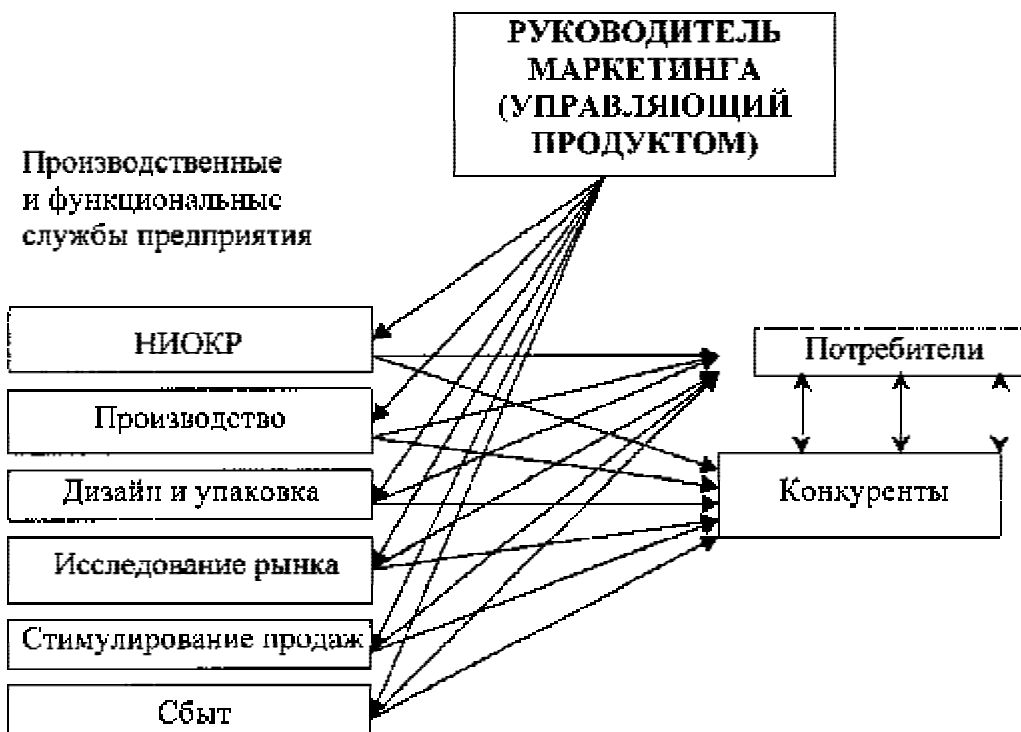 РУКОВОДИТЕЛЬ
МАРКЕТИНГА
(УПРАВЛЯЮЩИЙ
ПРОДУКТОМ)
Производственные
и функциональные
службы предприятия
НИОКР
Потребители
Производство
Дизайн и упаковка
Конкуренты
Исследование рынка
Стимулирование продаж
Сбыт